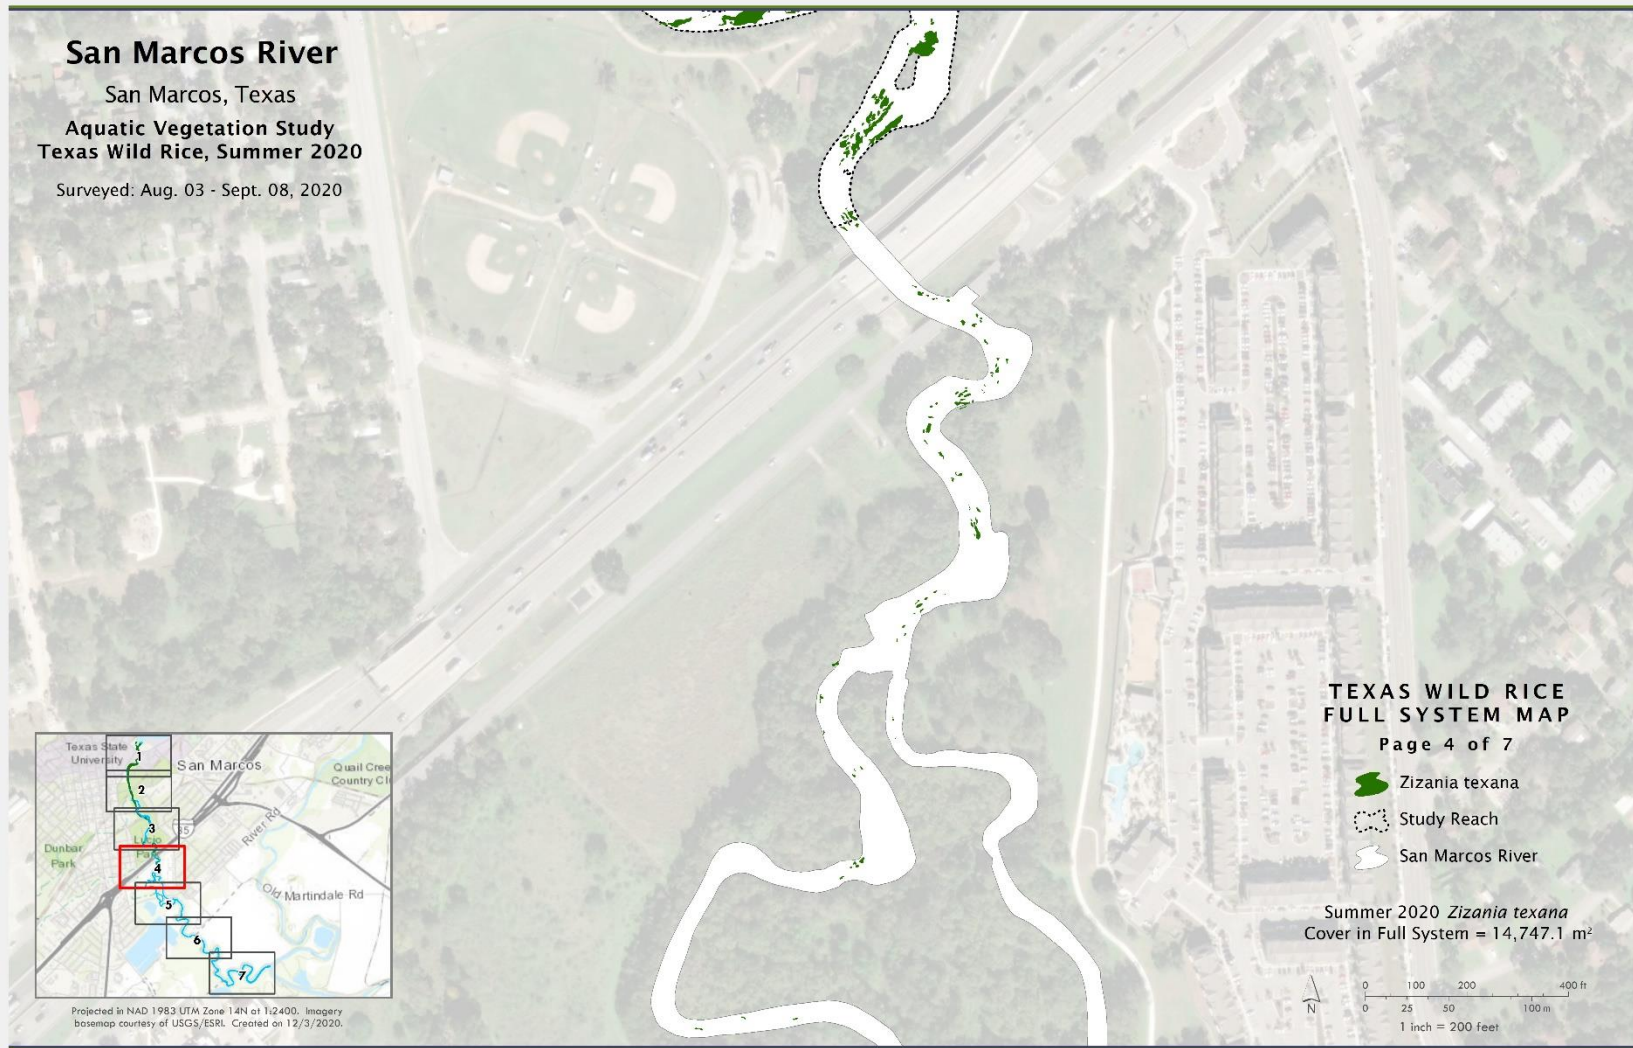 San Marcos River
San Marcos, Texas
Aquatic Vegetation Study
Texas Wild Rice, Summer 2020
Surveyed: Aug. 03 - Sept. 08, 2020
TEXAS WILD RICE
FULL SYSTEM MAP
Page 4 of 7
Zizania texana
Study Reach
San Marcos River
Summer 2020 Zizania texana
Cover in Full System = 14,747.1 m²
N
0 100 200 400 ft
0 25 50 100 m
1 inch = 200 feet
Texas State
University
San Marcos
Quail Cree
Country Cl
1
2
3
35
River Rd
Dunbar
Park
4
Old Martindale Rd
5
6
7
Projected in NAD 1983 UTM Zone 14N at 1:2400. Imagery
basemap courtesy of USGS/ESRI. Created on 12/3/2020.